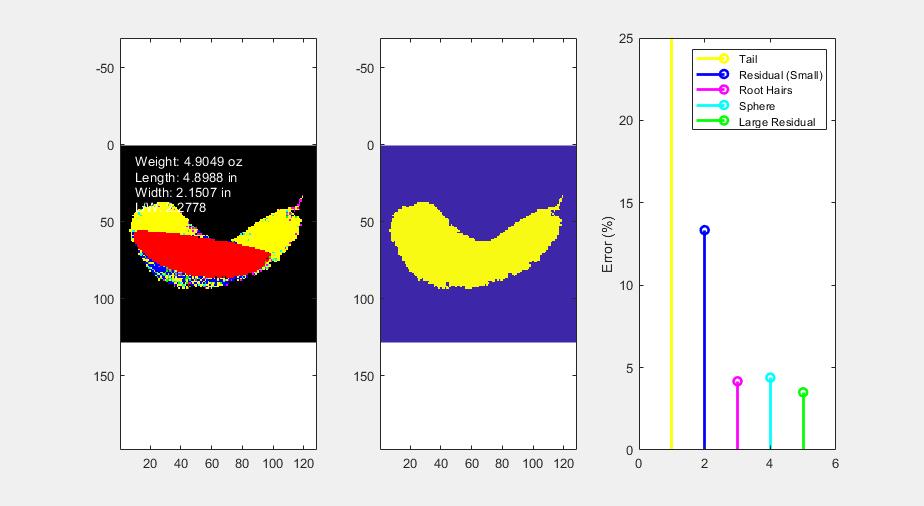 -50
0
50
100
150
20 40 60 80 100 120
Weight: 4.9049 oz
Length: 4.8988 in
Width: 2.1507 in
2778
-50
0
50
100
150
20 40 60 80 100 120
Error (%)
25
20
15
10
5
0
0 2 4 6
Tail
Residual (Small)
Root Hairs
Sphere
Large Residual